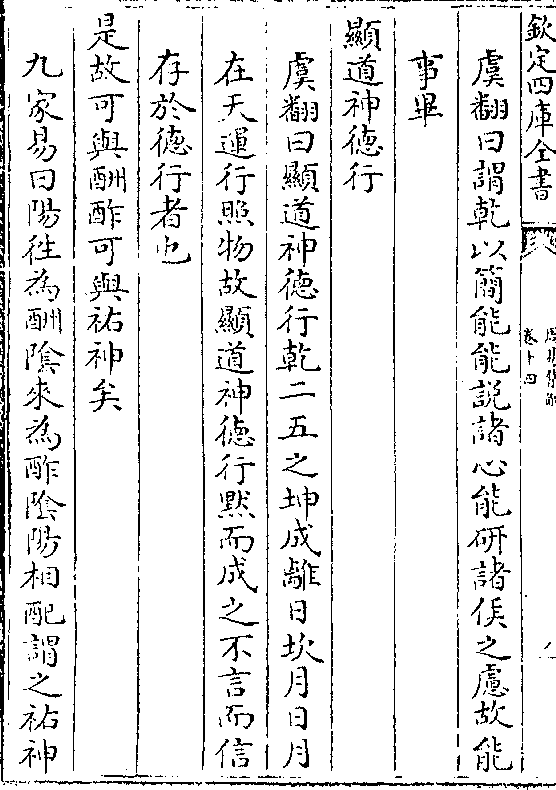 欽定四庫全書
卷十四
虞翻曰謂乾以簡能能説諸心能研諸侯之慮故能
事畢
顯道神德行
虞翻曰顯道神德行乾二五之坤成離日坎月日月
在天運行照物故顯道神德行默而成之不言而信
存於德行者也
是故可與酬酢可與祐神矣
九家易曰陽往為酬陰來為酢陰陽相配謂之祐神